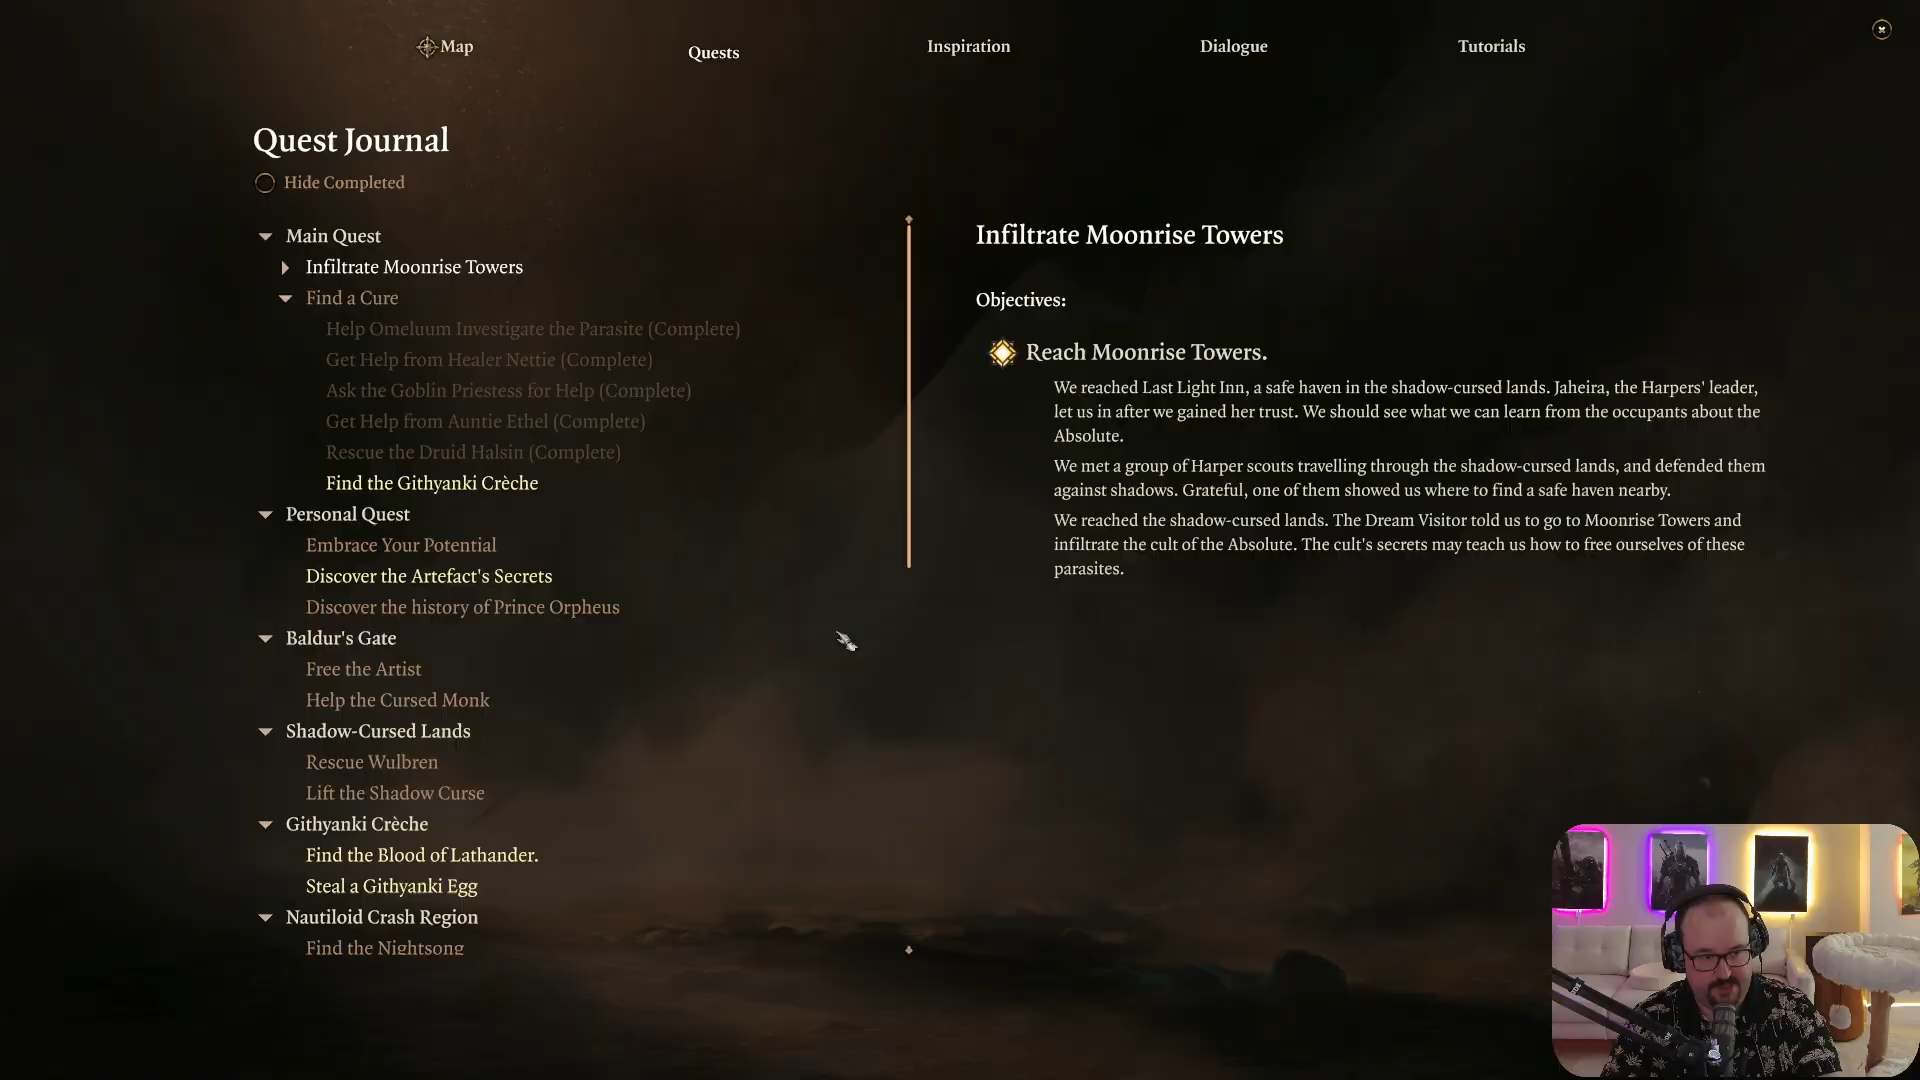 Map
Quests
Inspiration
Dialogue
Tutorials
Quest Journal
Hide Completed
Main Quest
Infiltrate Moonrise Towers
Find a Cure
Help Omeluum Investigate the Parasite (Complete)
Get Help from Healer Nettie (Complete)
Ask the Goblin Priestess for Help (Complete)
Get Help from Auntie Ethel (Complete)
Rescue the Druid Halsin (Complete)
Find the Githyanki Crèche
Personal Quest
Embrace Your Potential
Discover the Artefact's Secrets
Discover the history of Prince Orpheus
Baldur's Gate
Free the Artist
Help the Cursed Monk
Shadow-Cursed Lands
Rescue Wulbren
Lift the Shadow Curse
Githyanki Crèche
Find the Blood of Lathander.
Steal a Githyanki Egg
Nautiloid Crash Region
Find the Nightsong
Infiltrate Moonrise Towers
Objectives:
Reach Moonrise Towers.
We reached Last Light Inn, a safe haven in the shadow-cursed lands. Jaheira, the Harpers' leader,
let us in after we gained her trust. We should see what we can learn from the occupants about the
Absolute.
We met a group of Harper scouts travelling through the shadow-cursed lands, and defended them
against shadows. Grateful, one of them showed us where to find a safe haven nearby.
We reached the shadow-cursed lands. The Dream Visitor told us to go to Moonrise Towers and
infiltrate the cult of the Absolute. The cult's secrets may teach us how to free ourselves of these
parasites.